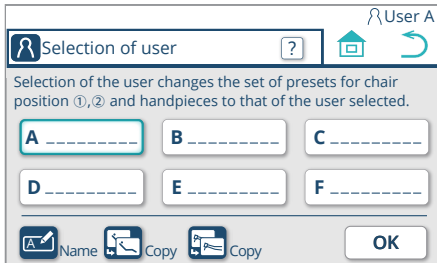 User A
Selection of user ?
Selection of the user changes the set of presets for chair
position ①,② and handpieces to that of the user selected.
A _________ B _________ C _________
D _________ E _________ F _________
A Name Copy Copy OK